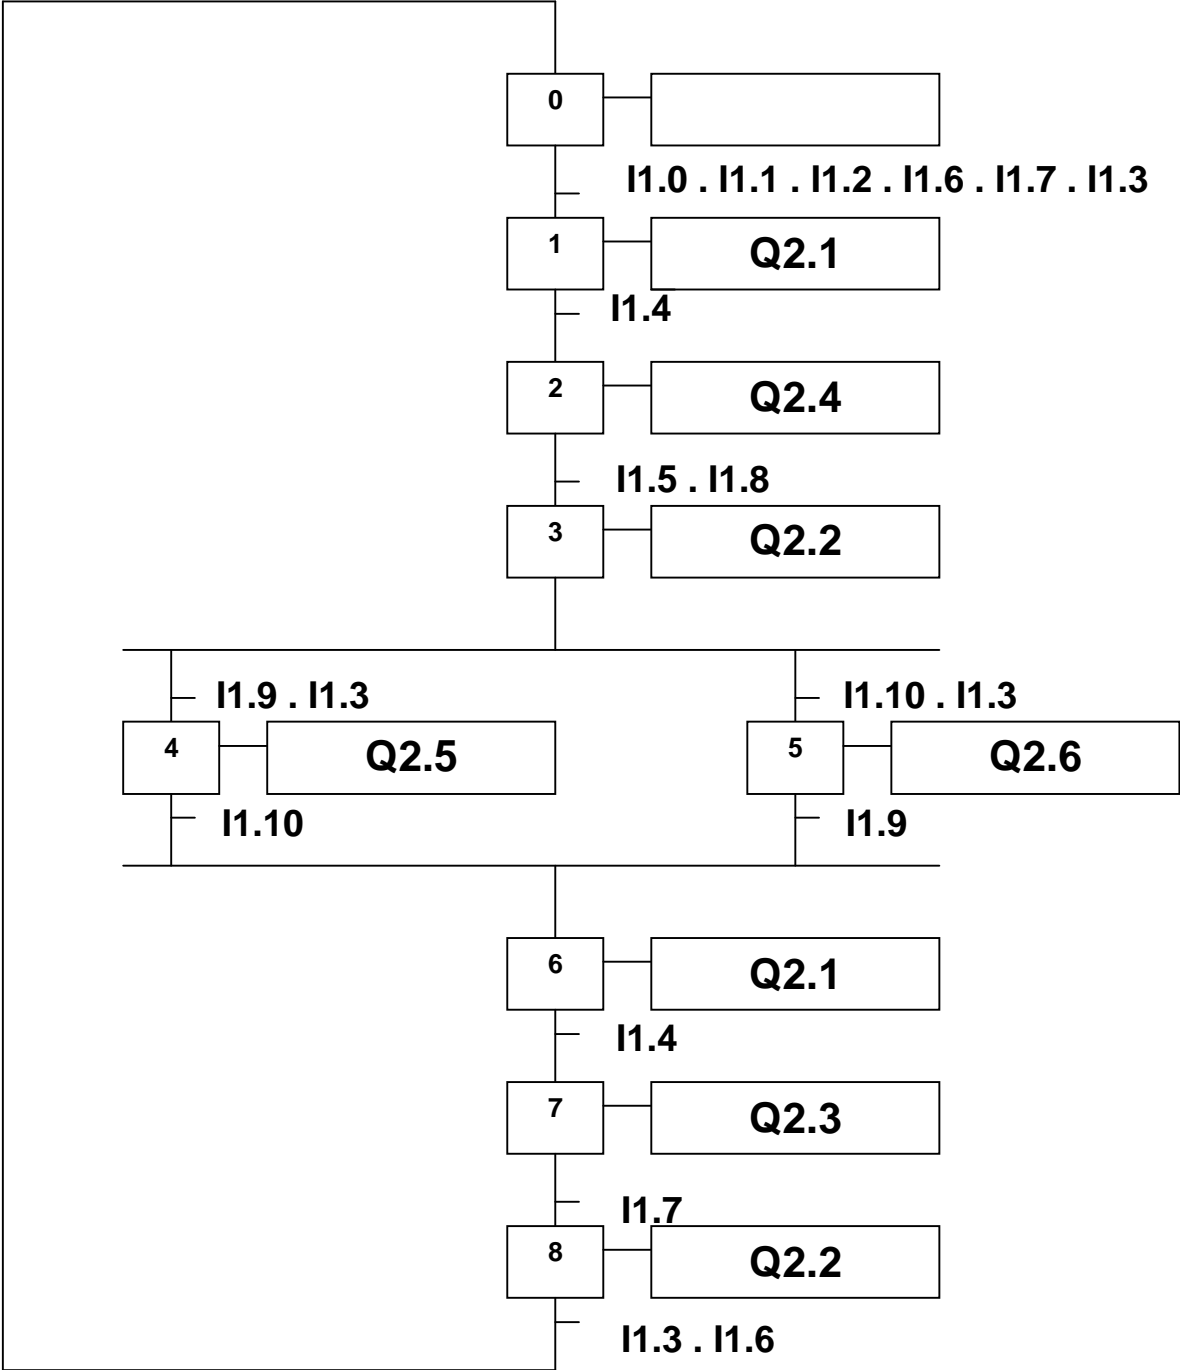 0
I1.0 . I1.1 . I1.2 . I1.6 . I1.7 . I1.3
1
Q2.1
I1.4
2
Q2.4
I1.5 . I1.8
3
Q2.2
I1.9 . I1.3
I1.10 . I1.3
4
Q2.5
5
Q2.6
I1.10
I1.9
6
Q2.1
I1.4
7
Q2.3
I1.7
8
Q2.2
I1.3 . I1.6